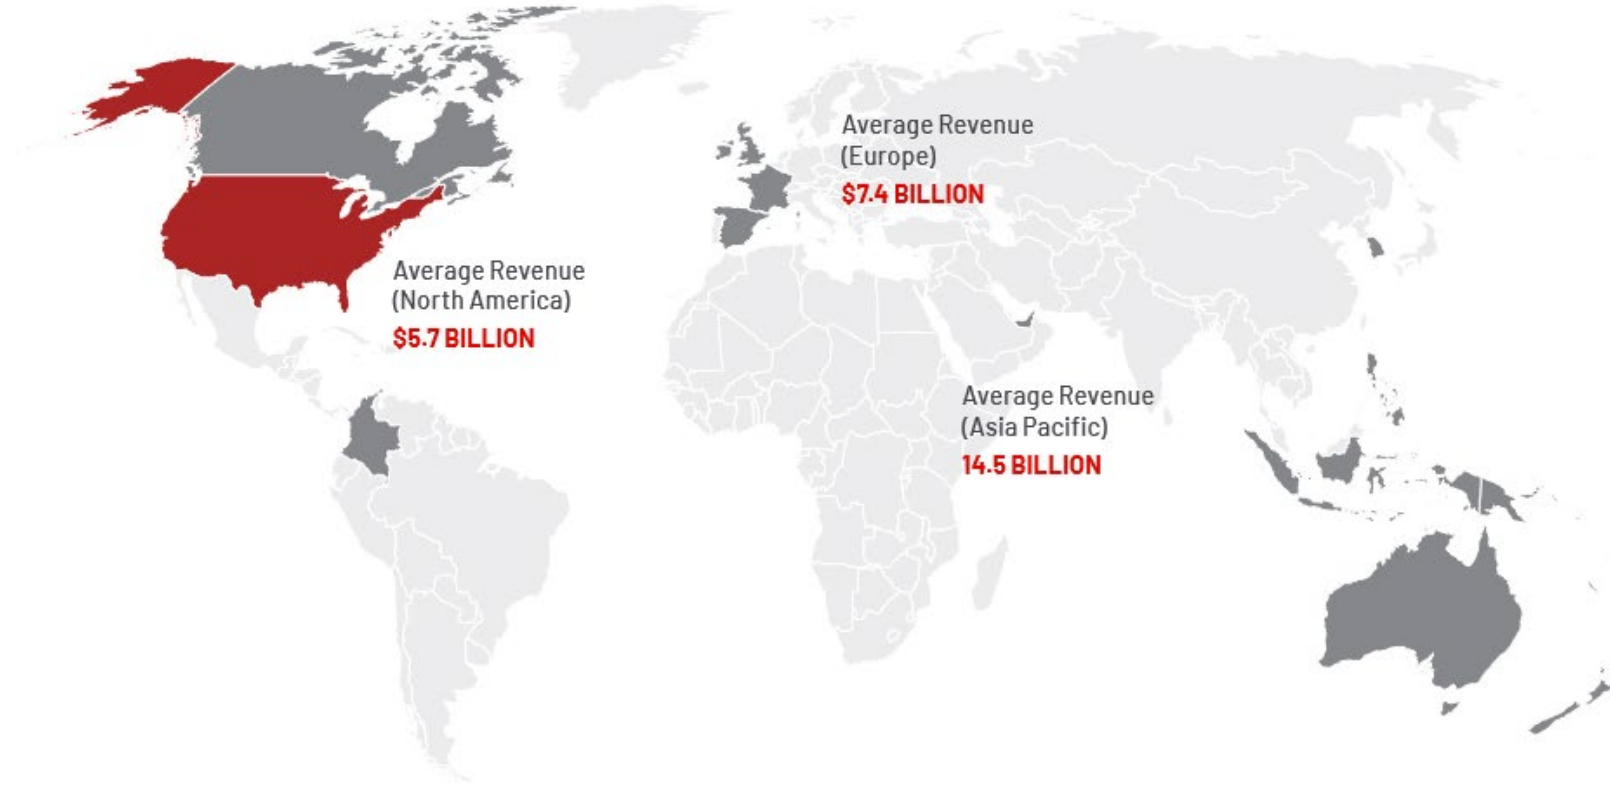 Average Revenue
(Europe)
$7.4 BILLION
Average Revenue
(North America)
$5.7 BILLION
Average Revenue
(Asia Pacific)
14.5 BILLION